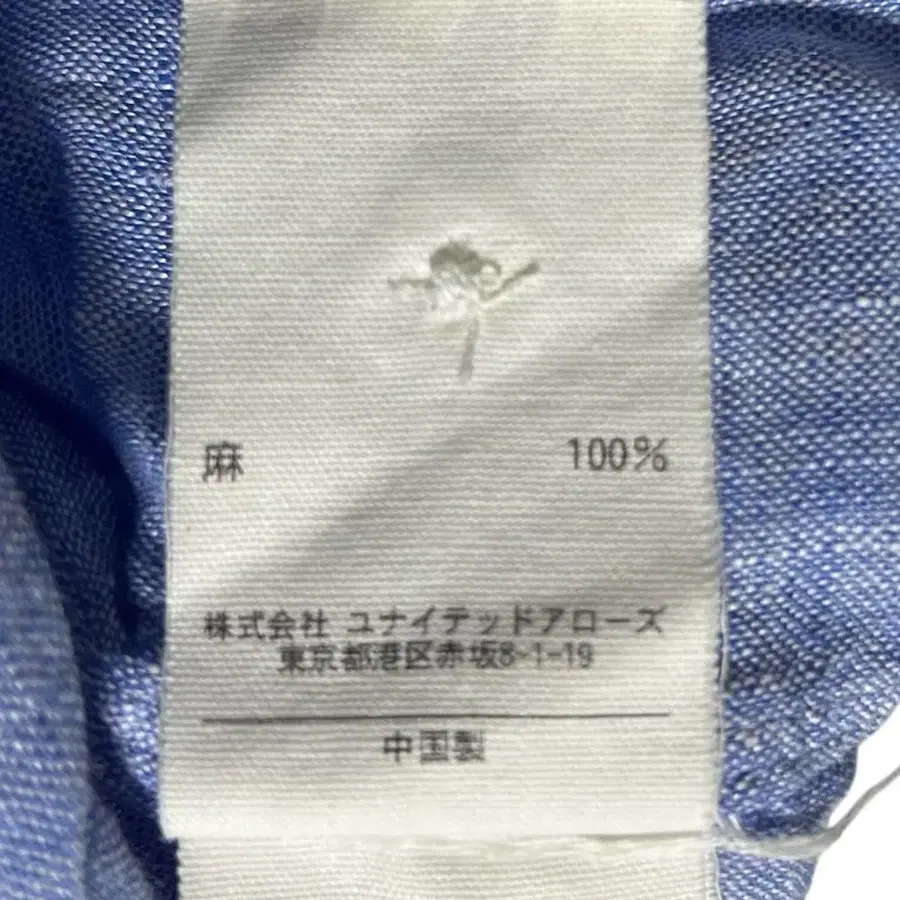 麻 100%
株式会社 ユナイテッドアローズ
東京都港区赤坂8-1-19
中国製